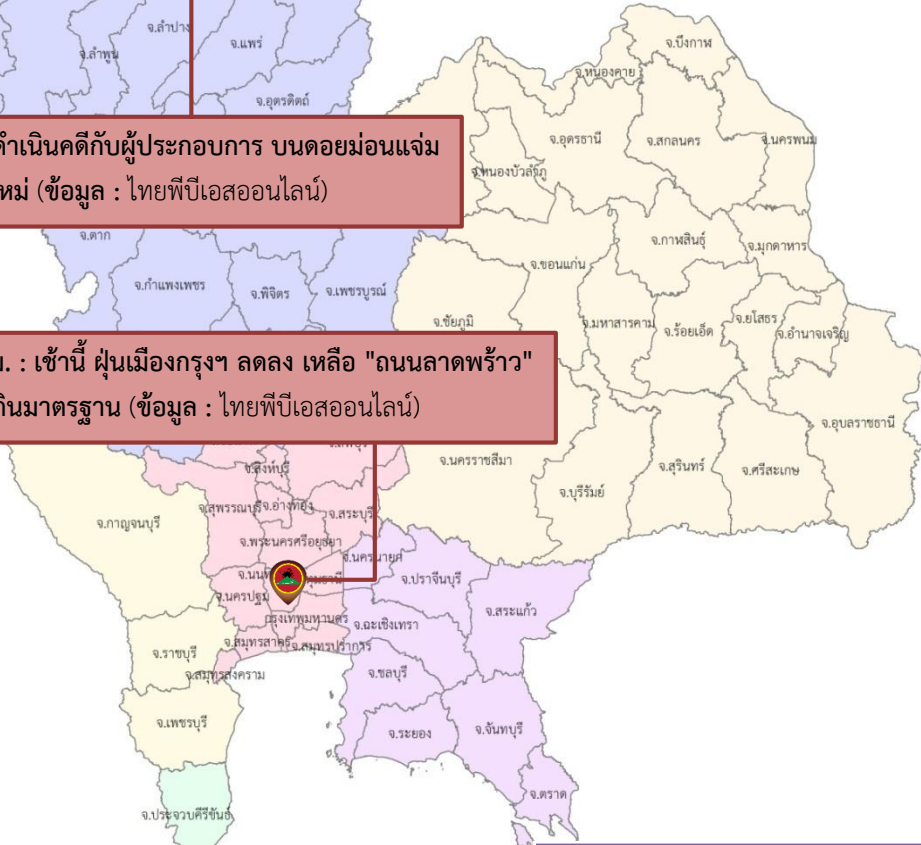 จ.บึงกาฬ
จ.ลำปาง
จ.แพร่
จ.ลำพูน
จ.หนองคาย
จ.อุตรดิตถ์
จ.อุดรธานี
จ.สกลนคร
จ.นครพนม
ดำเนินคดีกับผู้ประกอบการ บนดอยม่อนแจ่ม
ใหม่ (ข้อมูล : ไทยพีบีเอสออนไลน์)
จ.หนองบัวลำภู
จ.ตาก
จ.กาฬสินธุ์
จ.มุกดาหาร
จ.ขอนแก่น
จ.กำแพงเพชร
จ.พิจิตร
จ.เพชรบูรณ์
จ.ชัยภูมิ
จ.มหาสารคาม
จ.ร้อยเอ็ด
จ.ยโสธร
จ.อำนาจเจริญ
ม. : เช้านี้ ฝุ่นเมืองกรุงฯ ลดลง เหลือ "ถนนลาดพร้าว"
กินมาตรฐาน (ข้อมูล : ไทยพีบีเอสออนไลน์)
จ.อุบลราชธานี
จ.สิงห์บุรี
จ.นครราชสีมา
จ.สุรินทร์
จ.ศรีสะเกษ
จ.บุรีรัมย์
จ.กาญจนบุรี
จ.สุพรรณบุรี
จ.อ่างทอง
จ.สระบุรี
จ.พระนครศรีอยุธยา
จ.นครนายก
จ.ปราจีนบุรี
จ.นครปฐม
จ.สระแก้ว
กรุงเทพมหานคร
จ.ฉะเชิงเทรา
จ.ราชบุรี
จ.สมุทรสาคร
จ.สมุทรปราการ
จ.สมุทรสงคราม
จ.ชลบุรี
จ.เพชรบุรี
จ.ระยอง
จ.จันทบุรี
จ.ตราด
จ.ประจวบคีรีขันธ์